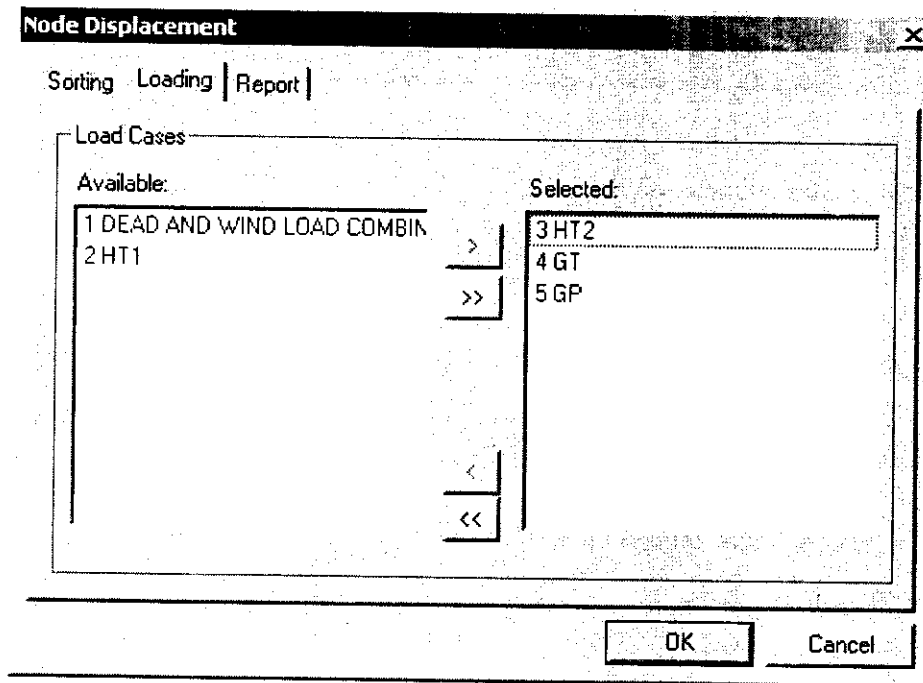 Node Displacement
Sorting Loading Report
Load Cases
Available:
Selected:
1 DEAD AND WIND LOAD COMBIN
2 HT1
3 HT2
4 GT
5 GP
>
>>
<
<<
OK Cancel